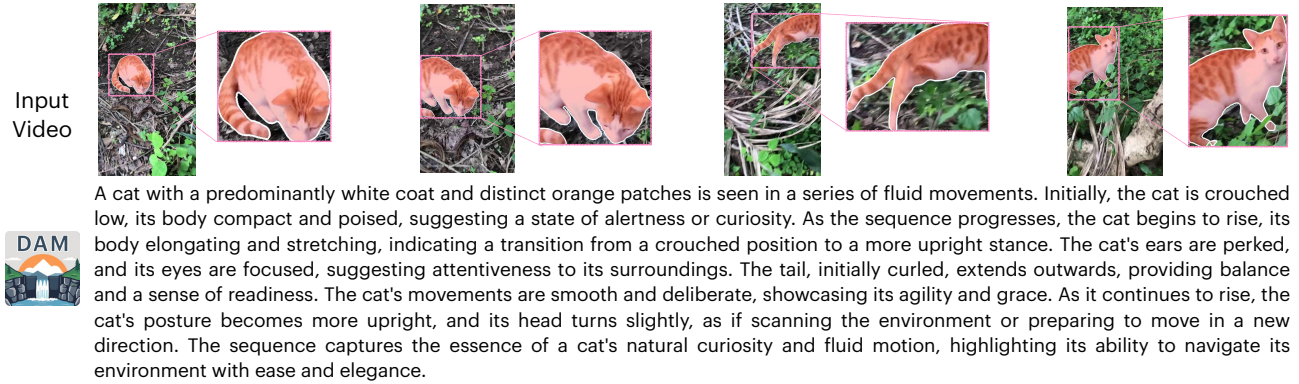 Input
Video
A cat with a predominantly white coat and distinct orange patches is seen in a series of fluid movements. Initially, the cat is crouched
low, its body compact and poised, suggesting a state of alertness or curiosity. As the sequence progresses, the cat begins to rise, its
body elongating and stretching, indicating a transition from a crouched position to a more upright stance. The cat's ears are perked,
and its eyes are focused, suggesting attentiveness to its surroundings. The tail, initially curled, extends outwards, providing balance
and a sense of readiness. The cat's movements are smooth and deliberate, showcasing its agility and grace. As it continues to rise, the
cat's posture becomes more upright, and its head turns slightly, as if scanning the environment or preparing to move in a new
direction. The sequence captures the essence of a cat's natural curiosity and fluid motion, highlighting its ability to navigate its
environment with ease and elegance.
DAM